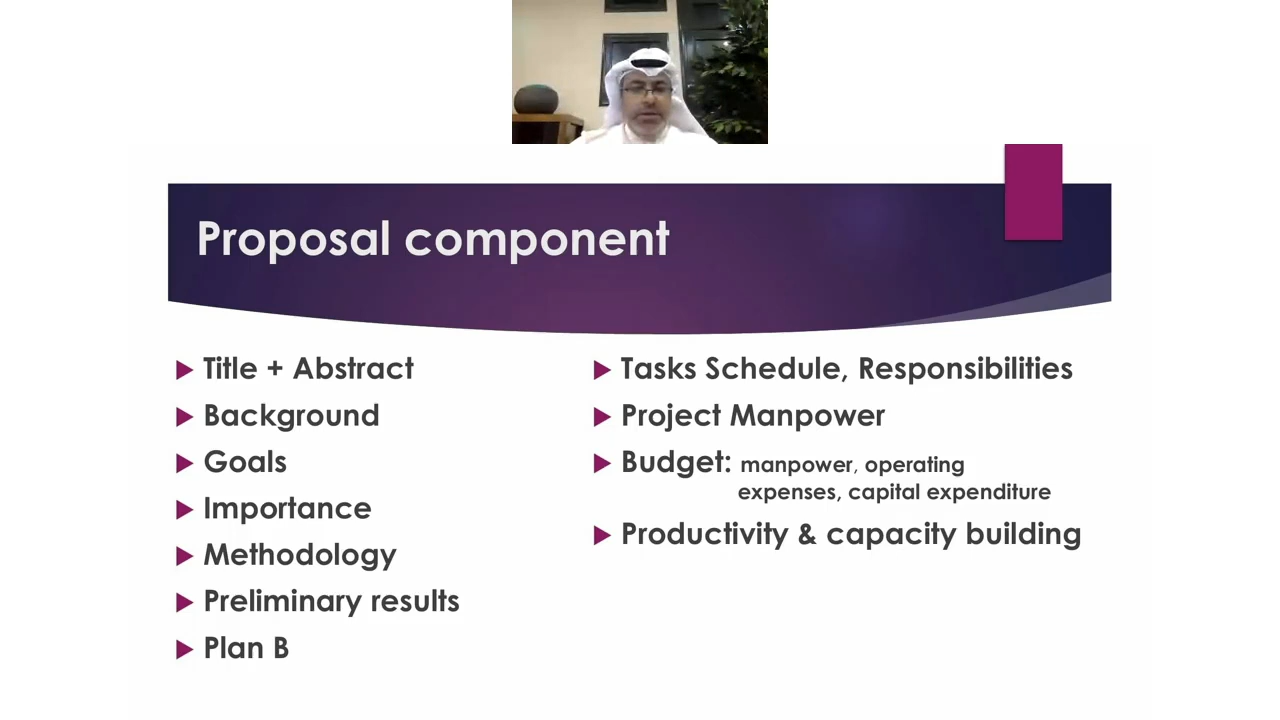 Proposal component
Title + Abstract
Background
Goals
Importance
Methodology
Preliminary results
Plan B
Tasks Schedule, Responsibilities
Project Manpower
Budget: manpower, operating
expenses, capital expenditure
Productivity & capacity building